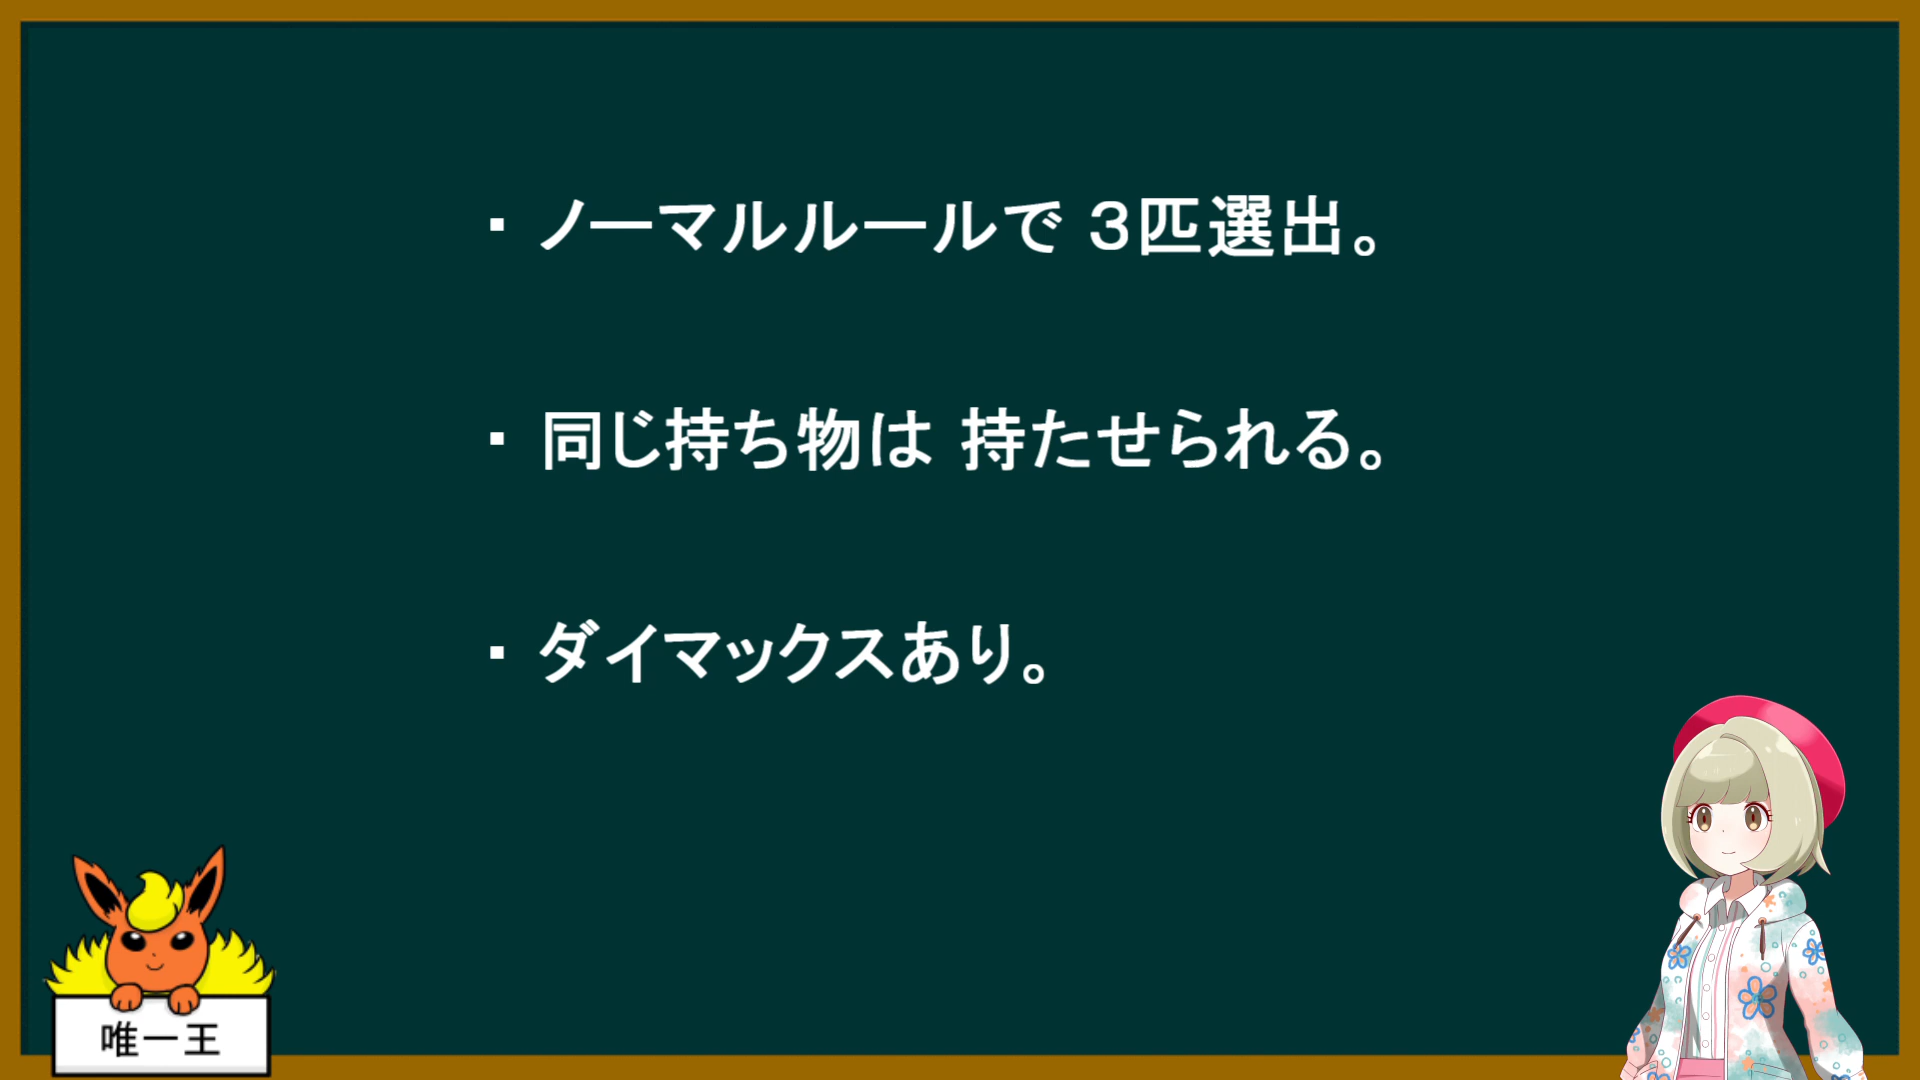 ・ノーマルルールで 3匹選出。
・同じ持ち物は 持たせられる。
・ダイマックスあり。
唯一王